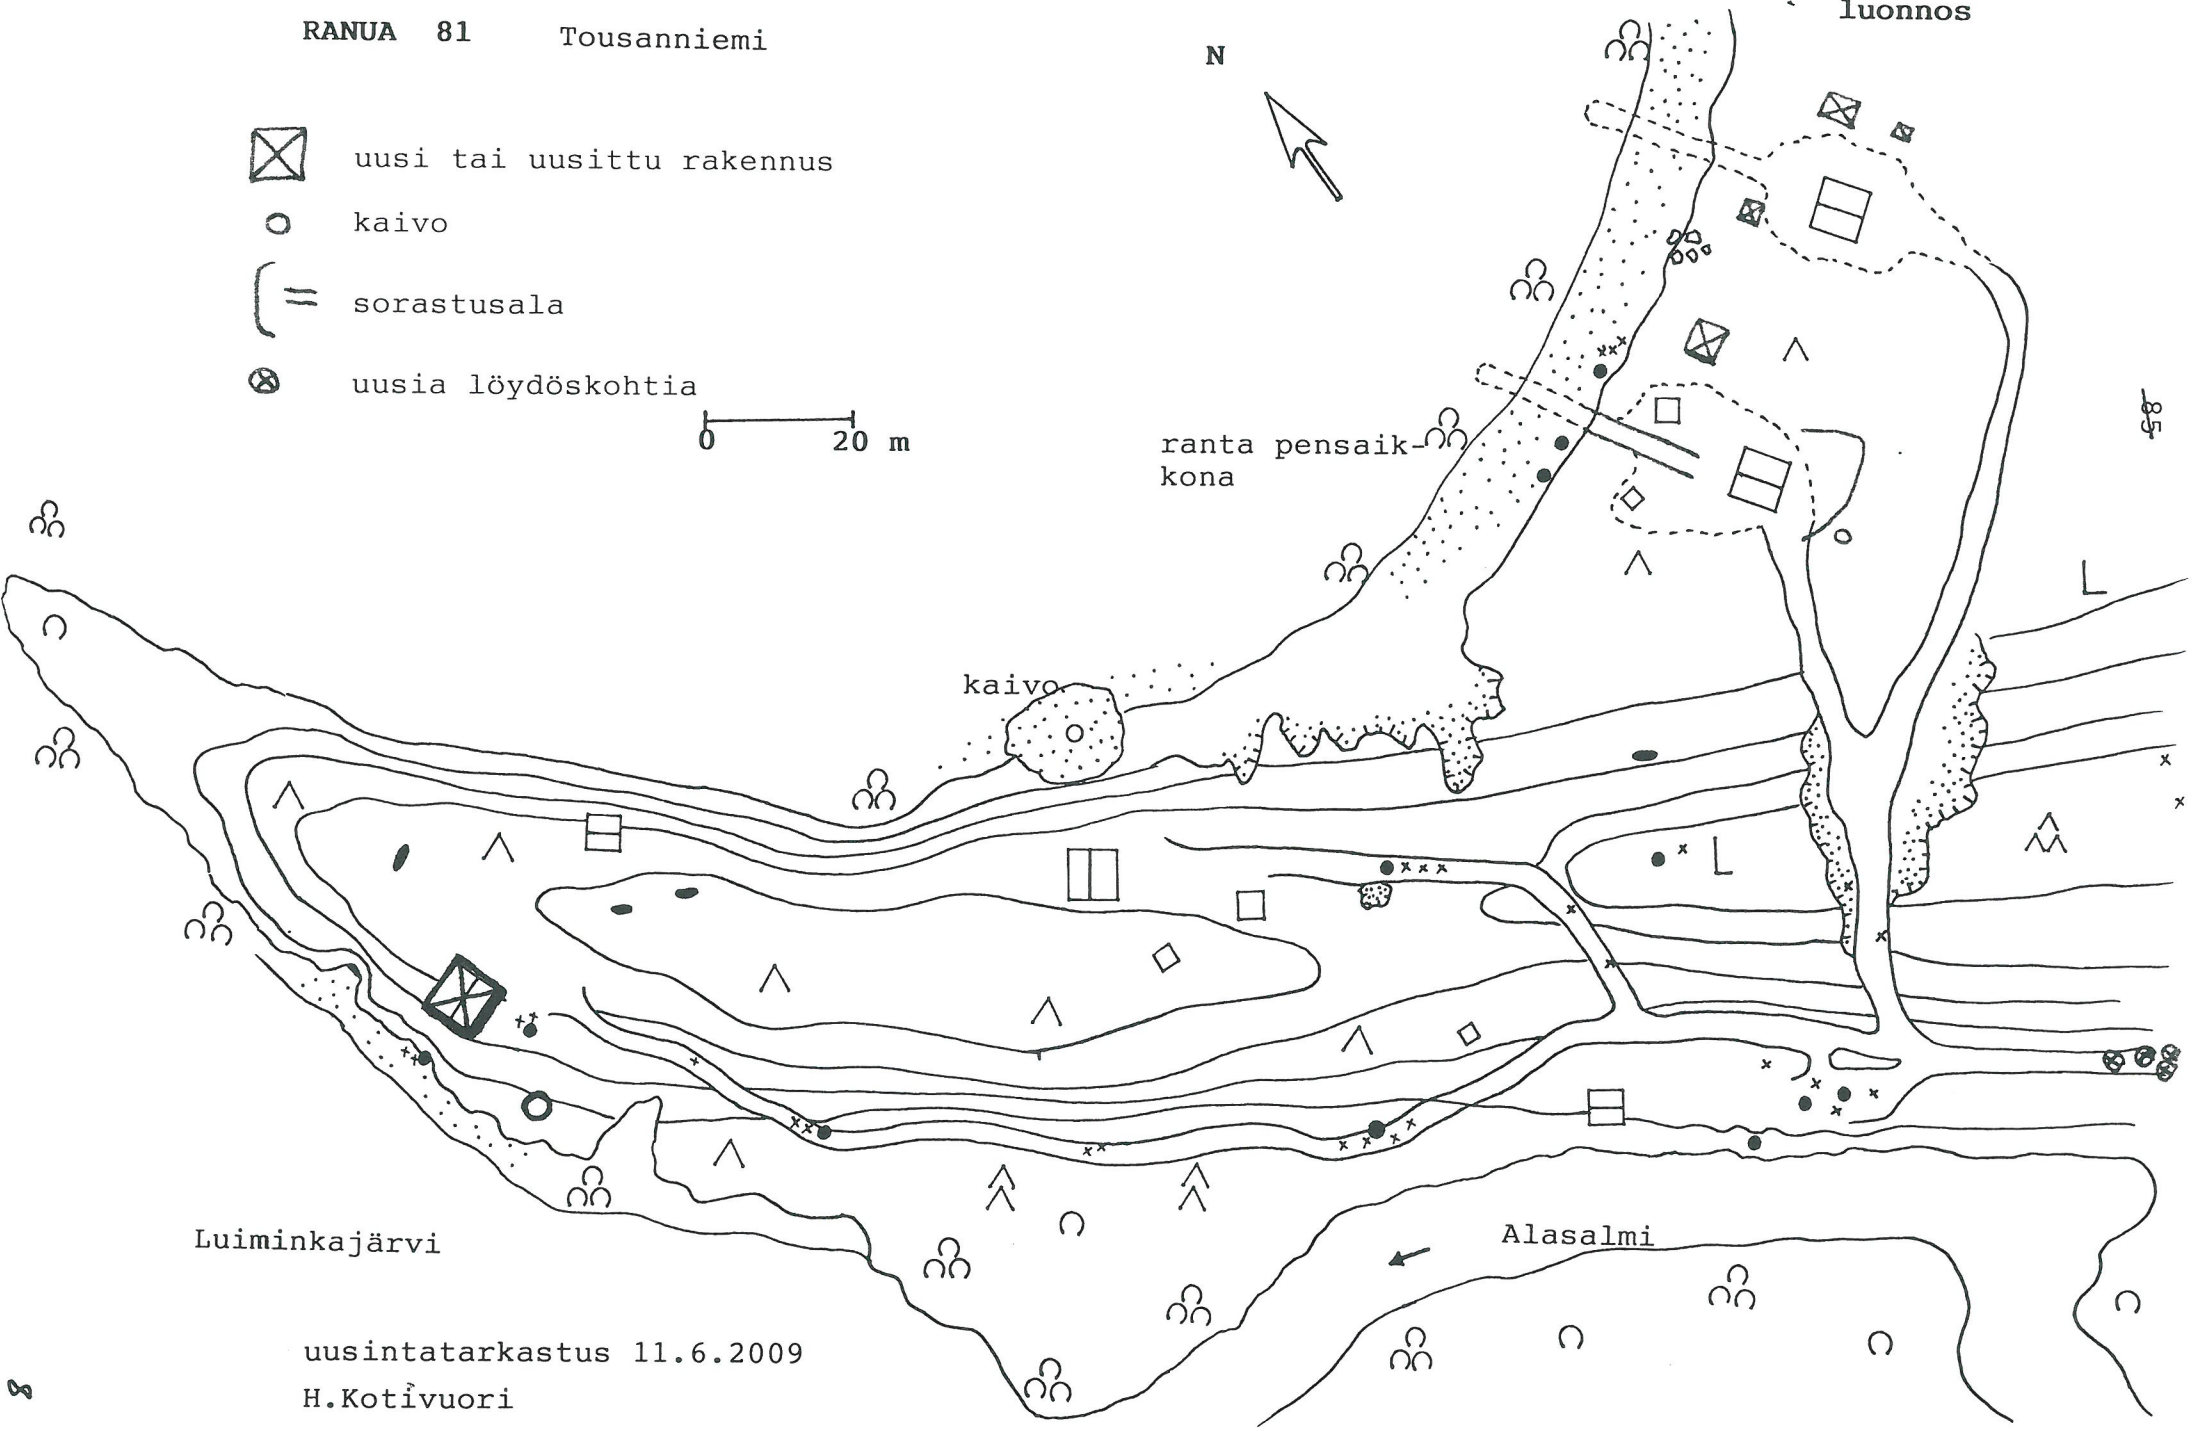 RANUA 81 Tousanniemi
luonnos
N
uusi tai uusittu rakennus
kaivo
sorastusala
uusia löydöskohtia
0 20 m
ranta pensaik-
kona
85
kaivo
Luiminkajärvi
Alasalmi
uusintatarkastus 11.6.2009
H.Kotivuori